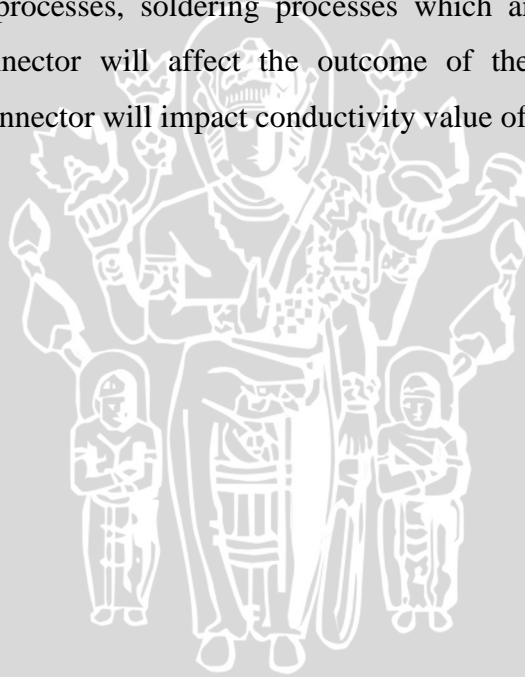 processes, soldering processes which a
nnector will affect the outcome of the
nnector will impact conductivity value of